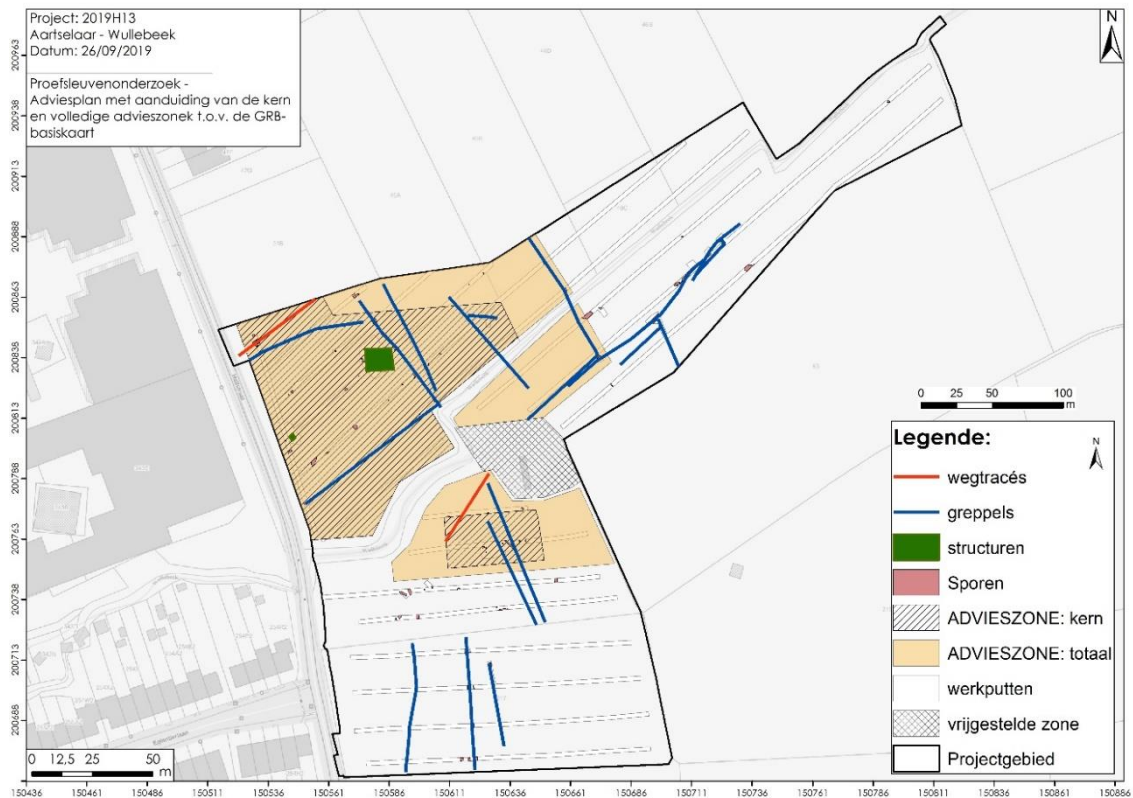 Project: 2019H13
Aartselaar - Wullebeek
Datum: 26/09/2019
Proefsleuvenonderzoek -
Adviesplan met aanduiding van de kern
en volledige advieszonek t.o.v. de GRB-
basiskaart
N
200963
200938
200913
200888
200863
200838
200813
200788
200763
200738
200713
200688
0 25 50 100
m
Legende:
N
wegtracés
greppels
structuren
Sporen
ADVIESZONE: kern
ADVIESZONE: totaal
werkputten
vrijgestelde zone
Projectgebied
0 12,5 25 50
m
150436 150461 150486 150511 150536 150561 150586 150611 150636 150661 150686 150711 150736 150761 150786 150811 150836 150861 150886